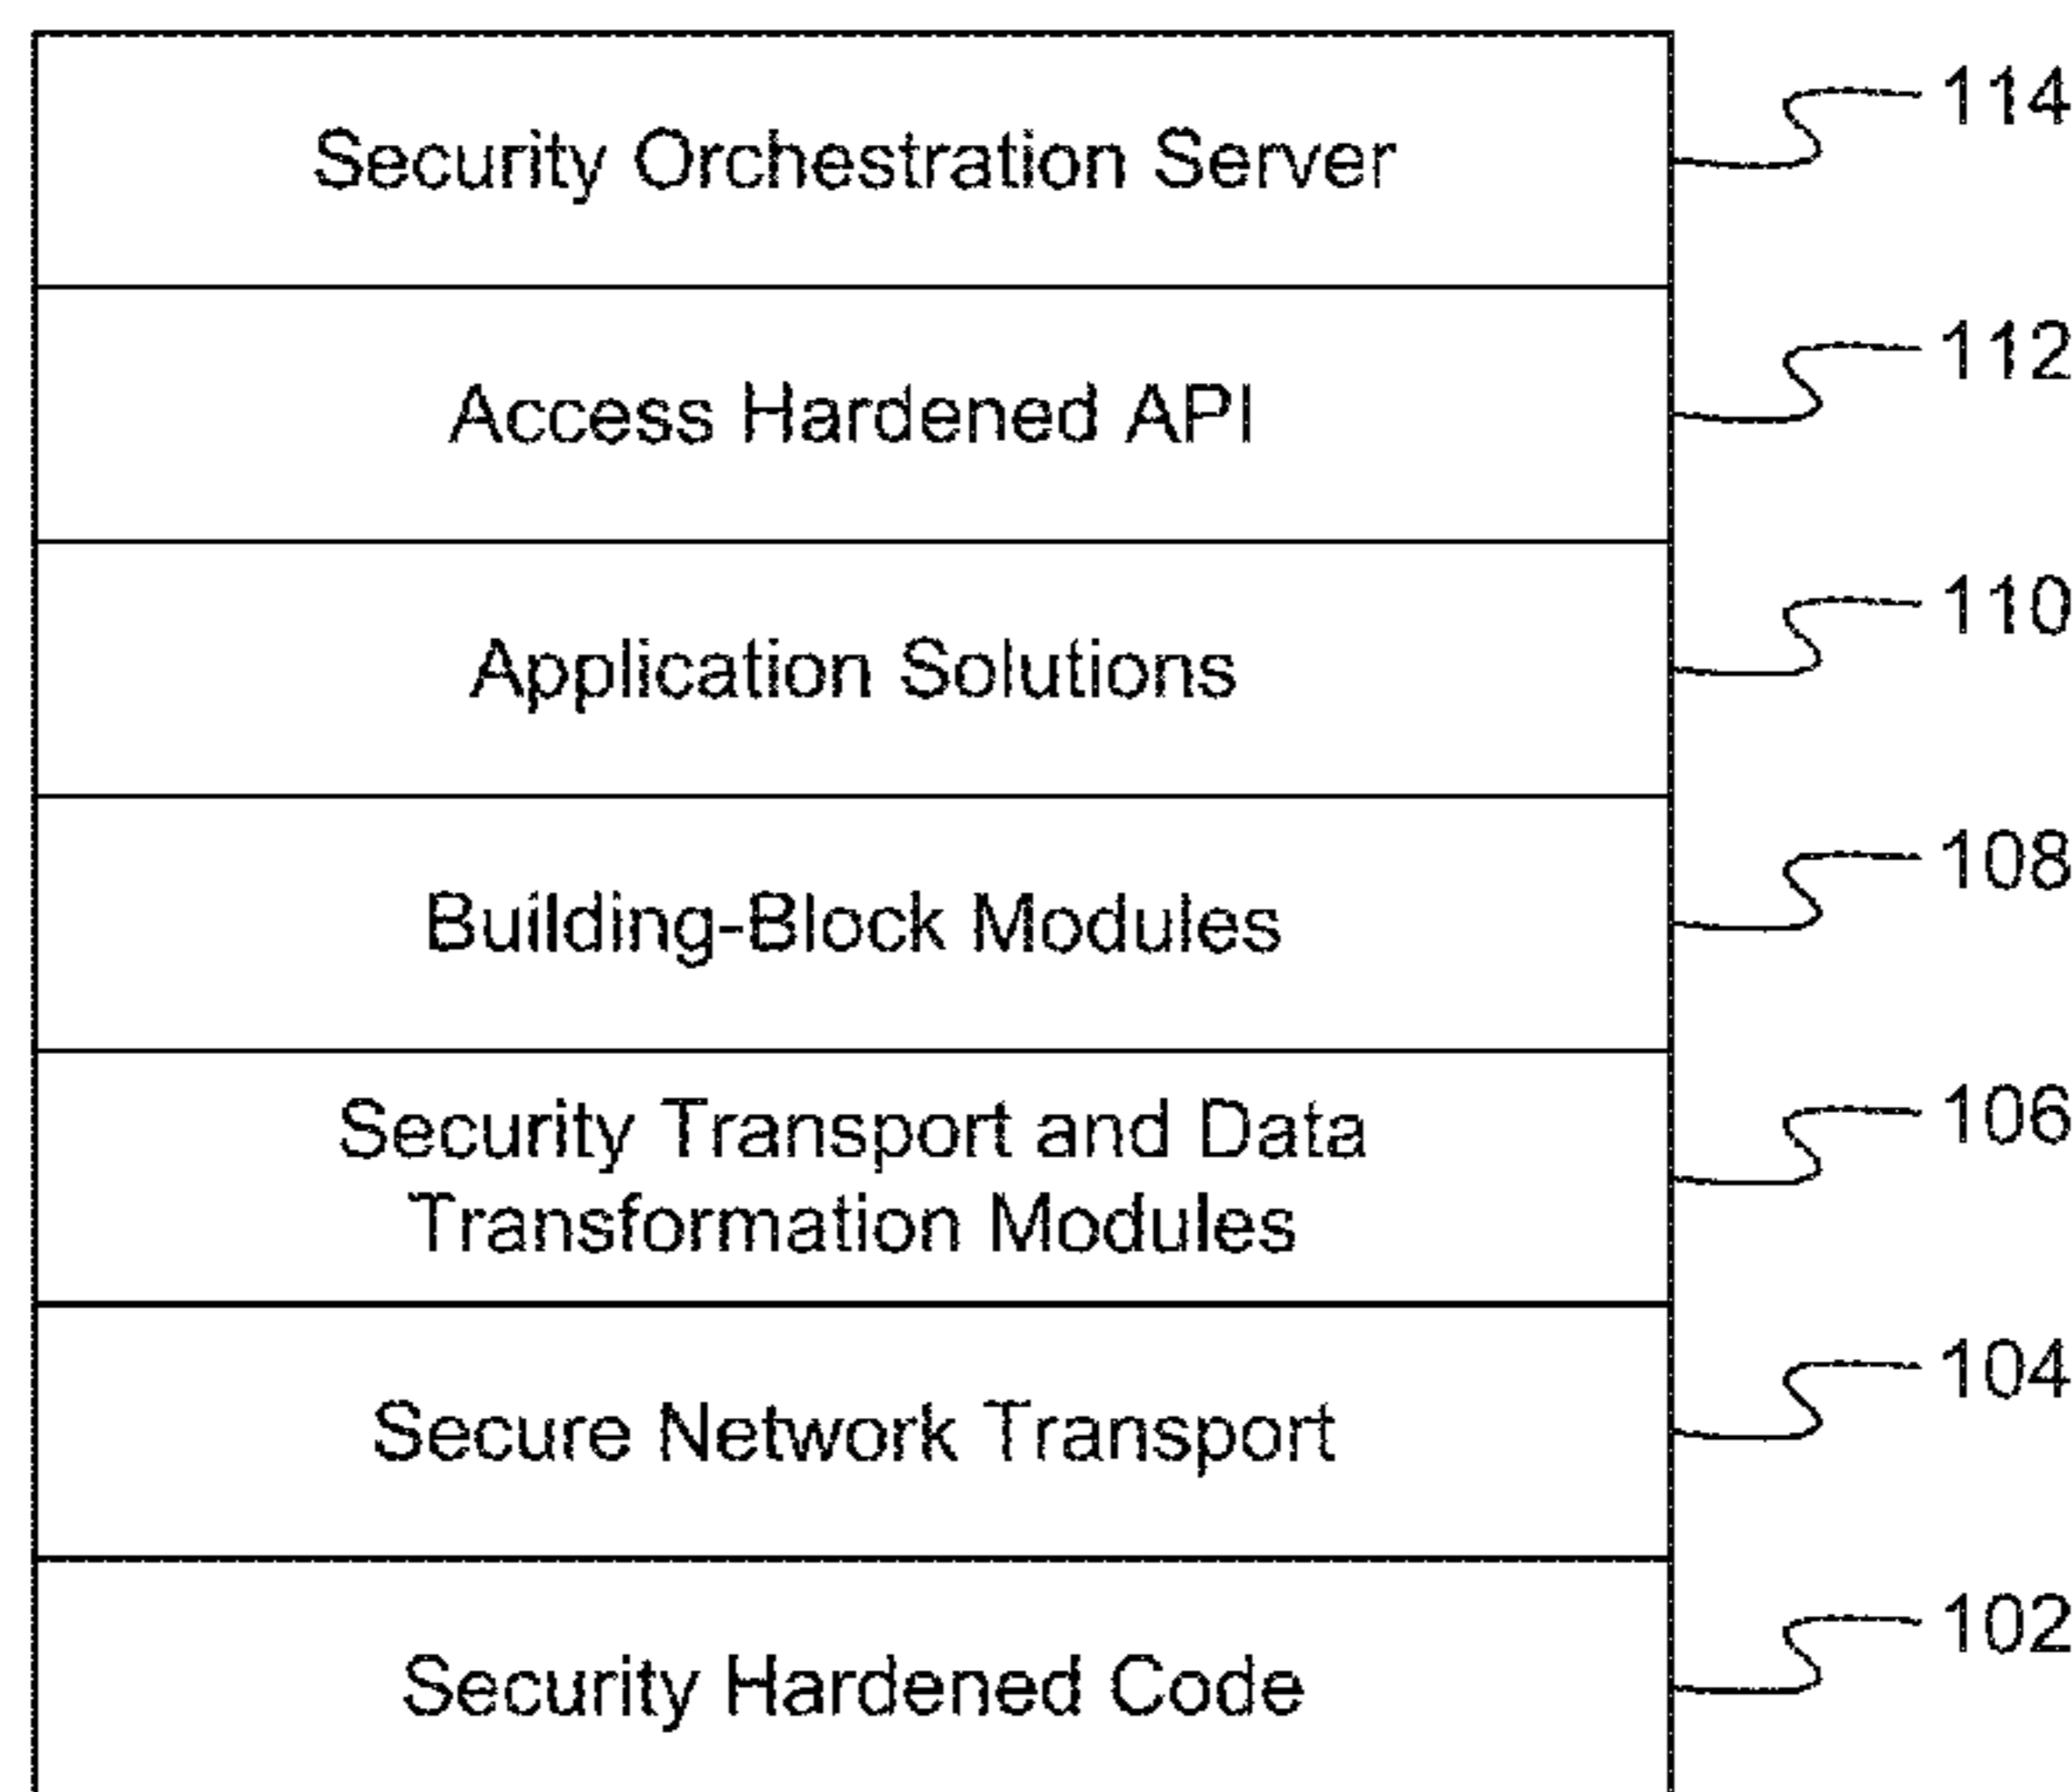 Security Orchestration Server
114
Access Hardened API
112
Application Solutions
110
Building-Block Modules
108
Security Transport and Data
Transformation Modules
106
Secure Network Transport
104
Security Hardened Code
102